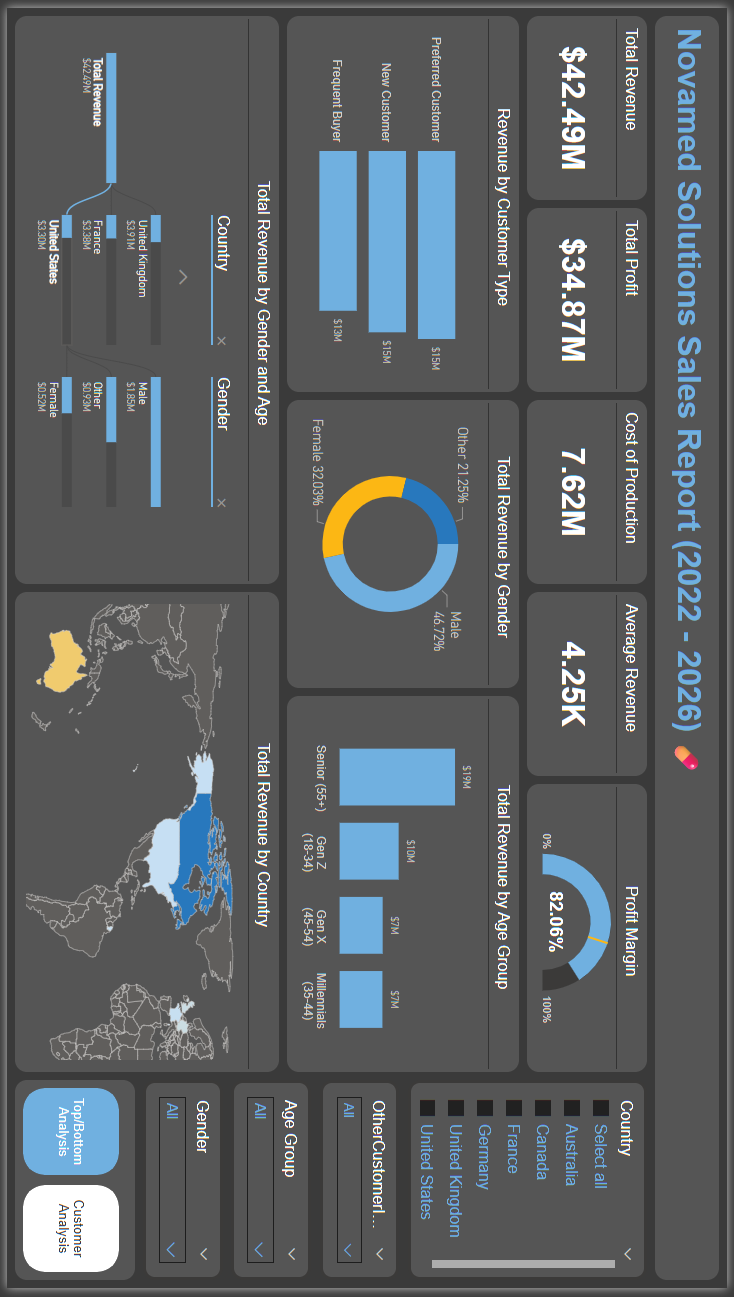 Novamed Solutions Sales Report (2022 - 2026)
Total Revenue
$42.49M
Total Profit
$34.87M
Cost of Production
7.62M
Average Revenue
4.25K
Profit Margin
0%
82.06%
100%
Country
Select all
Australia
Canada
France
Germany
United Kingdom
United States
Revenue by Customer Type
Preferred Customer
$15M
New Customer
$15M
Frequent Buyer
$13M
Total Revenue by Gender
Other 21.25%
Female 32.03%
Male
46.72%
Total Revenue by Age Group
$19M
$10M
$7M
$7M
Senior (55+)
Gen Z
(18-34)
Gen X
(45-54)
Millennials
(35-44)
OtherCustomerI...
All
Age Group
All
Gender
All
Total Revenue by Gender and Age
Country
Gender
Total Revenue
$42.49M
United Kingdom
$3.91M
France
$3.38M
United States
$3.30M
Male
$1.85M
Other
$0.93M
Female
$0.52M
Total Revenue by Country
Top/Bottom
Analysis
Customer
Analysis